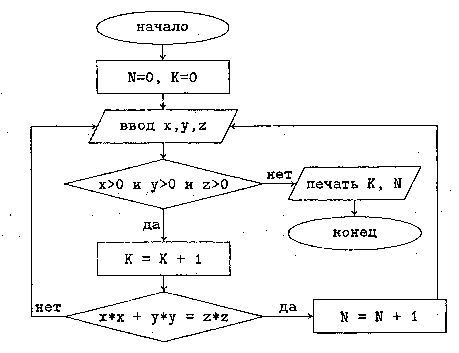 начало
N=0, K=0
ввод x,y,z
x>0 и y>0 и z>0
нет
печать K, N
да
конец
K = K + 1
нет
x*x + y*y = z*z
да
N = N + 1